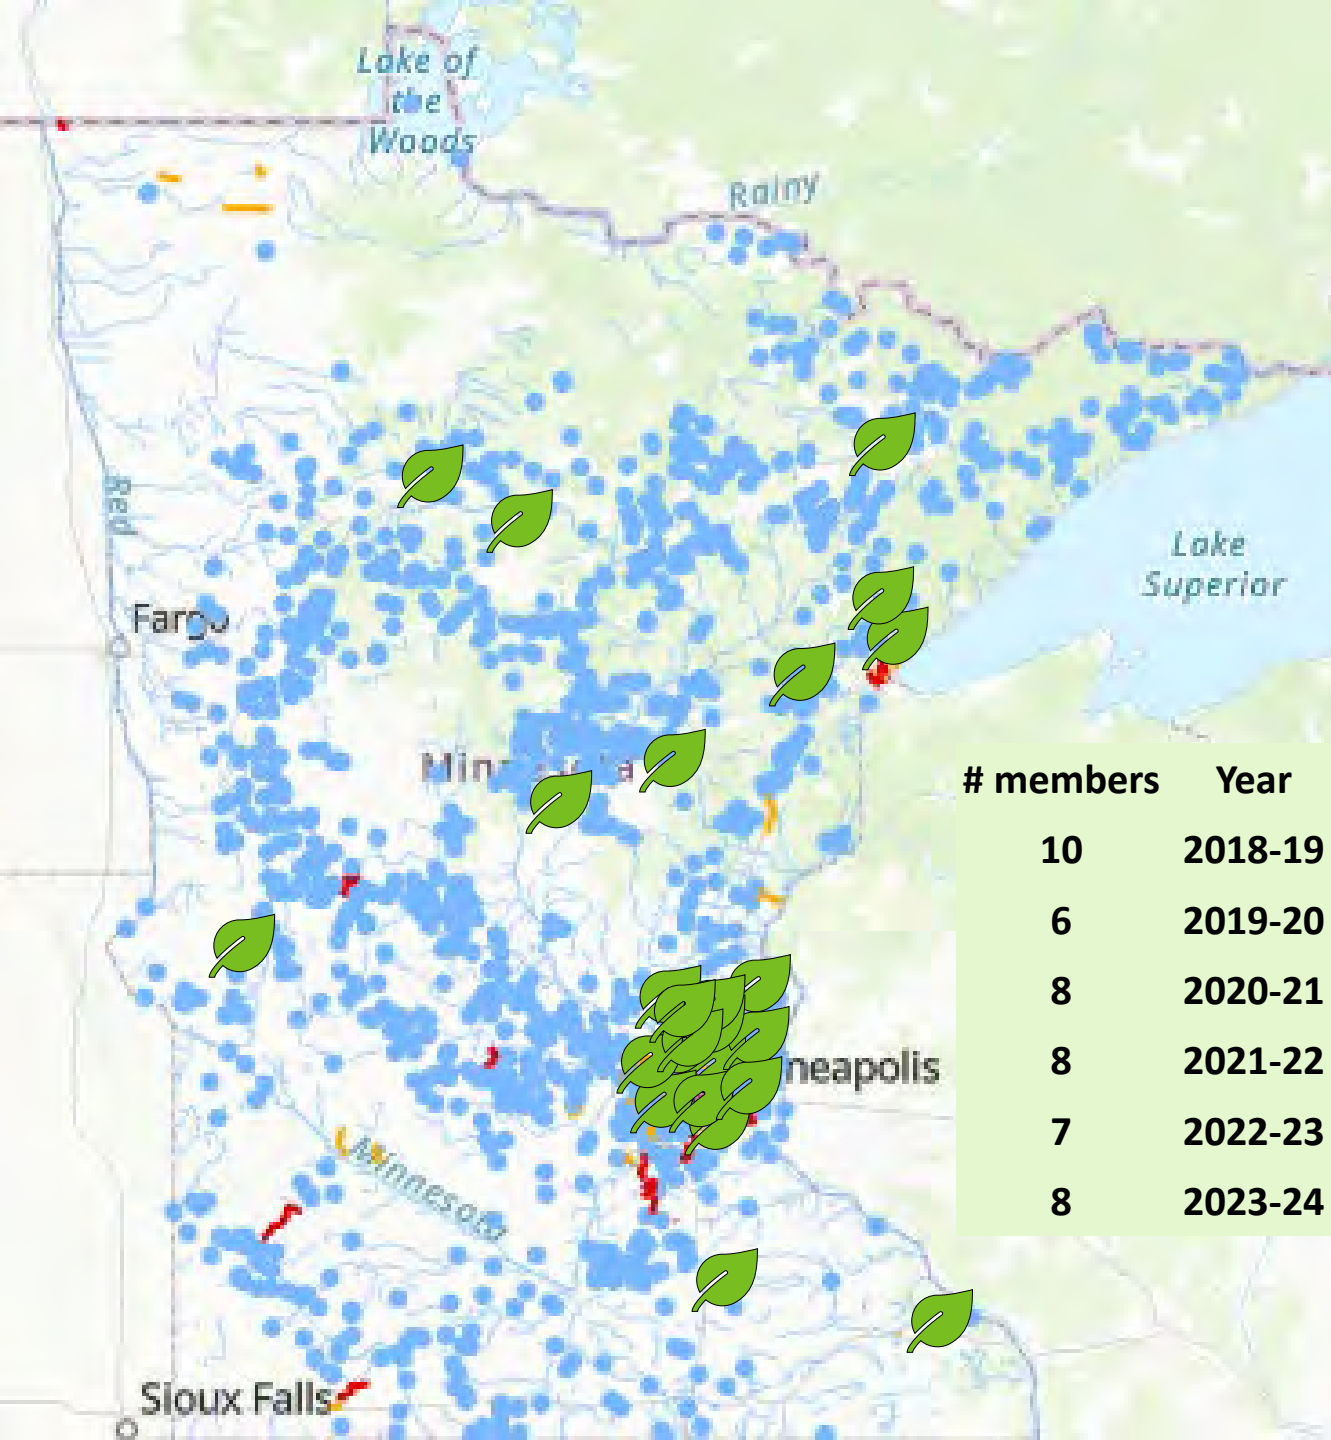 Lake of
the
Woods
Rainy
Red
Lake
Superior
Fargo
neapolis
# members Year
10 2018-19
6 2019-20
8 2020-21
8 2021-22
7 2022-23
8 2023-24
Minnesota
Sioux Falls